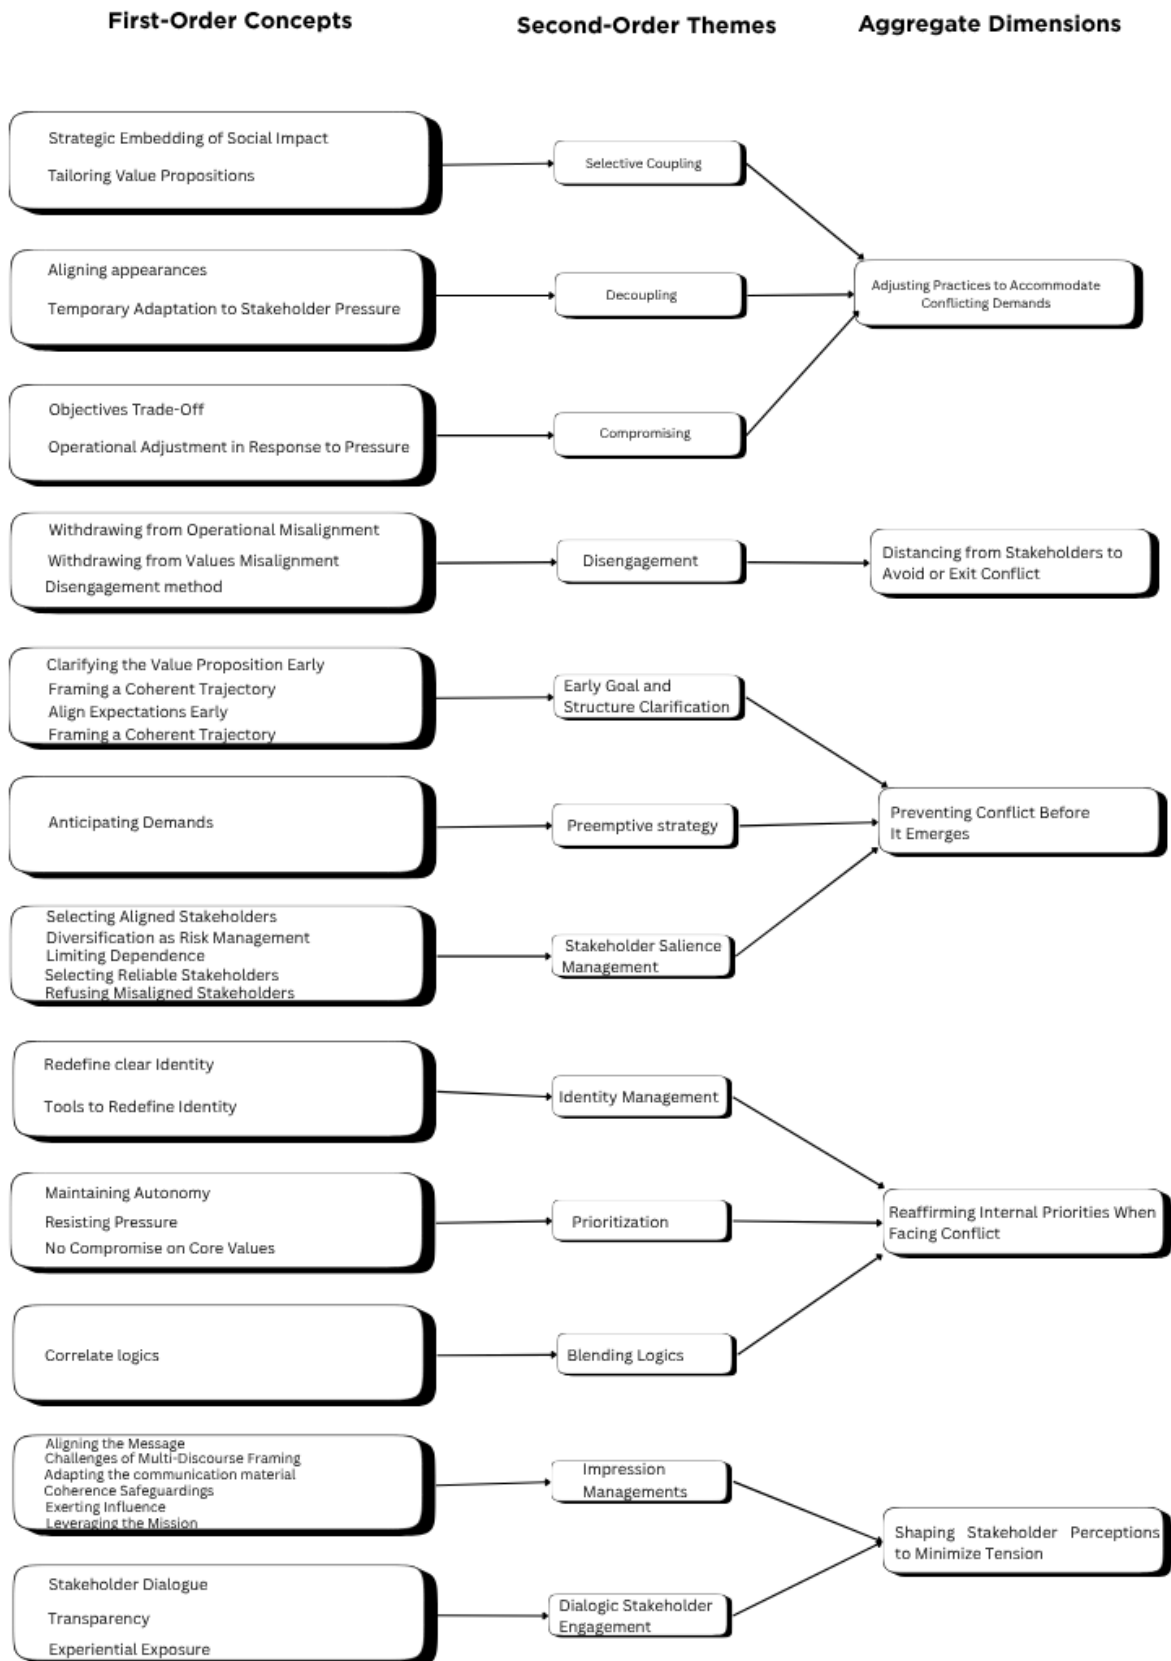 First-Order Concepts
Second-Order Themes
Aggregate Dimensions
Strategic Embedding of Social Impact
Tailoring Value Propositions
Selective Coupling
Aligning appearances
Temporary Adaptation to Stakeholder Pressure
Decoupling
Adjusting Practices to Accommodate
Conflicting Demands
Objectives Trade-Off
Operational Adjustment in Response to Pressure
Compromising
Withdrawing from Operational Misalignment
Withdrawing from Values Misalignment
Disengagement method
Disengagement
Distancing from Stakeholders to
Avoid or Exit Conflict
Clarifying the Value Proposition Early
Framing a Coherent Trajectory
Align Expectations Early
Framing a Coherent Trajectory
Early Goal and
Structure Clarification
Anticipating Demands
Preemptive strategy
Preventing Conflict Before
It Emerges
Selecting Aligned Stakeholders
Diversification as Risk Management
Limiting Dependence
Selecting Reliable Stakeholders
Refusing Misaligned Stakeholders
Stakeholder Salience
Management
Redefine clear Identity
Tools to Redefine Identity
Identity Management
Maintaining Autonomy
Resisting Pressure
No Compromise on Core Values
Prioritization
Reaffirming Internal Priorities When
Facing Conflict
Correlate logics
Blending Logics
Aligning the Message
Challenges of Multi-Discourse Framing
Adapting the communication material
Coherence Safeguardings
Exerting Influence
Leveraging the Mission
Impression
Managements
Shaping Stakeholder Perceptions
to Minimize Tension
Stakeholder Dialogue
Transparency
Experiential Exposure
Dialogic Stakeholder
Engagement